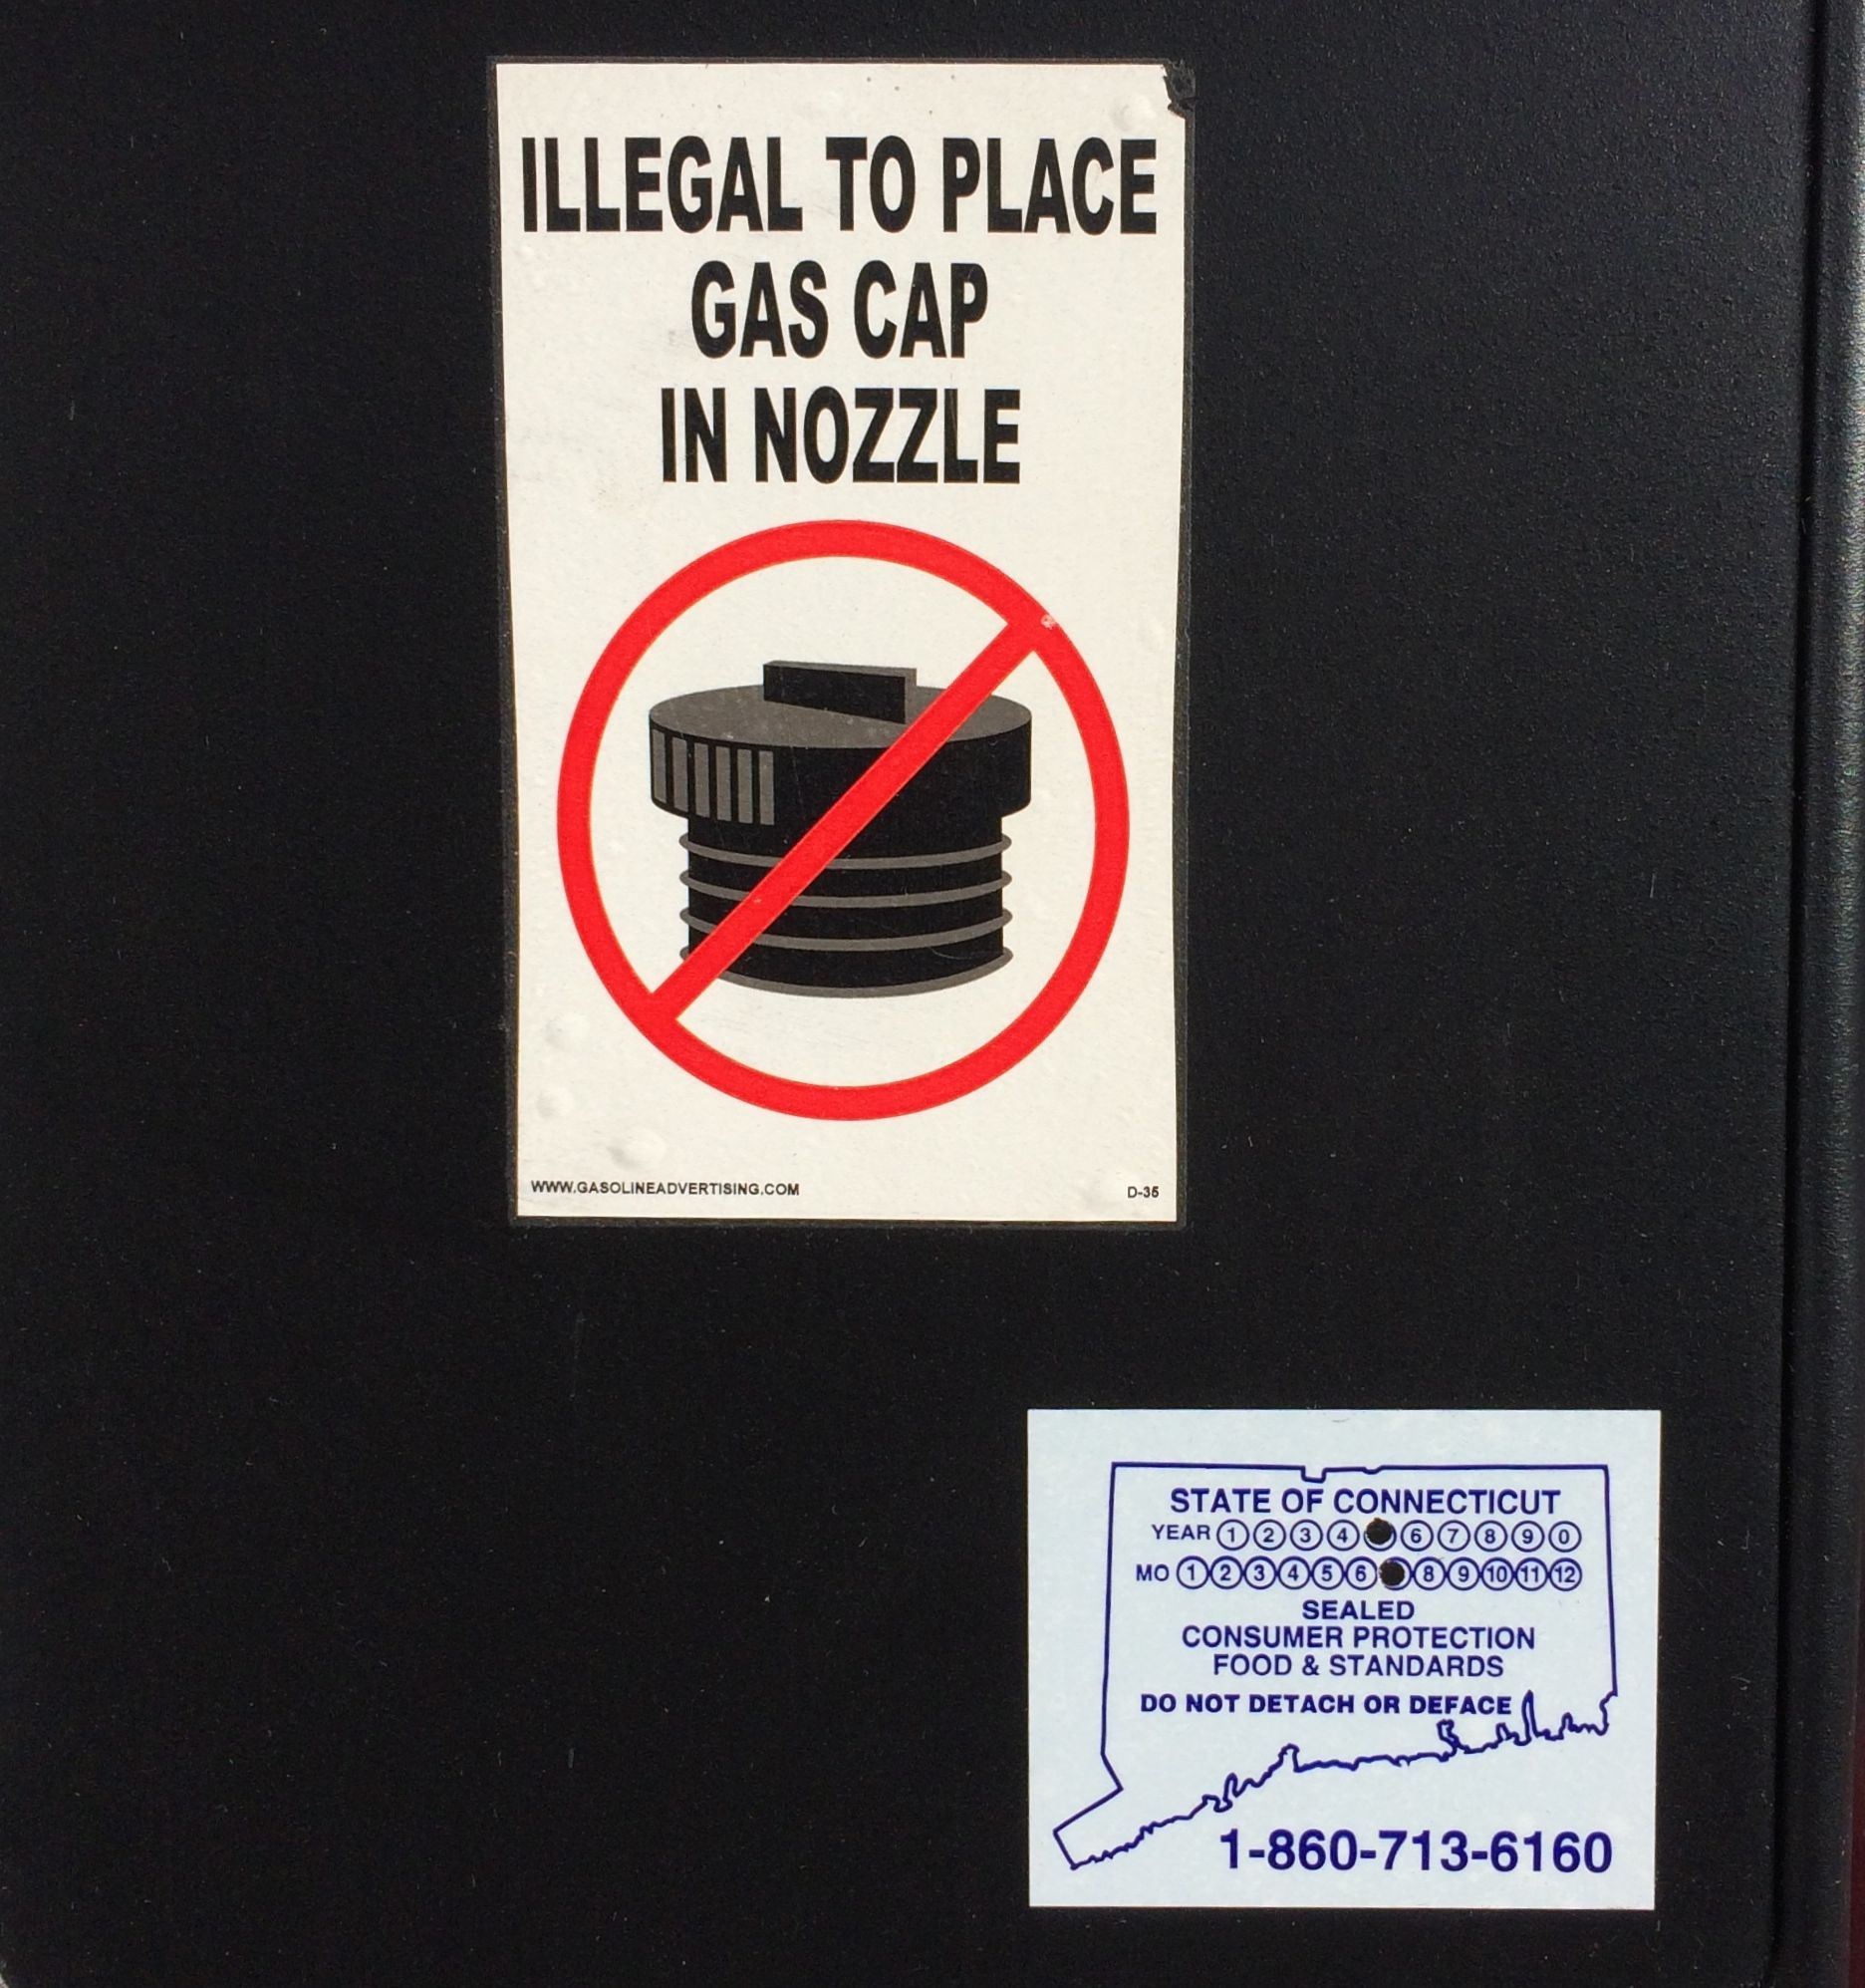 ILLEGAL TO PLACE
GAS CAP
IN NOZZLE
WWW.GASOLINEADVERTISING.COM
D-35
STATE OF CONNECTICUT
YEAR 1 2 3 4 6 7 8 9 0
MO 1 2 3 4 5 6 8 9 10 11 12
SEALED
CONSUMER PROTECTION
FOOD & STANDARDS
DO NOT DETACH OR DEFACE
1-860-713-6160